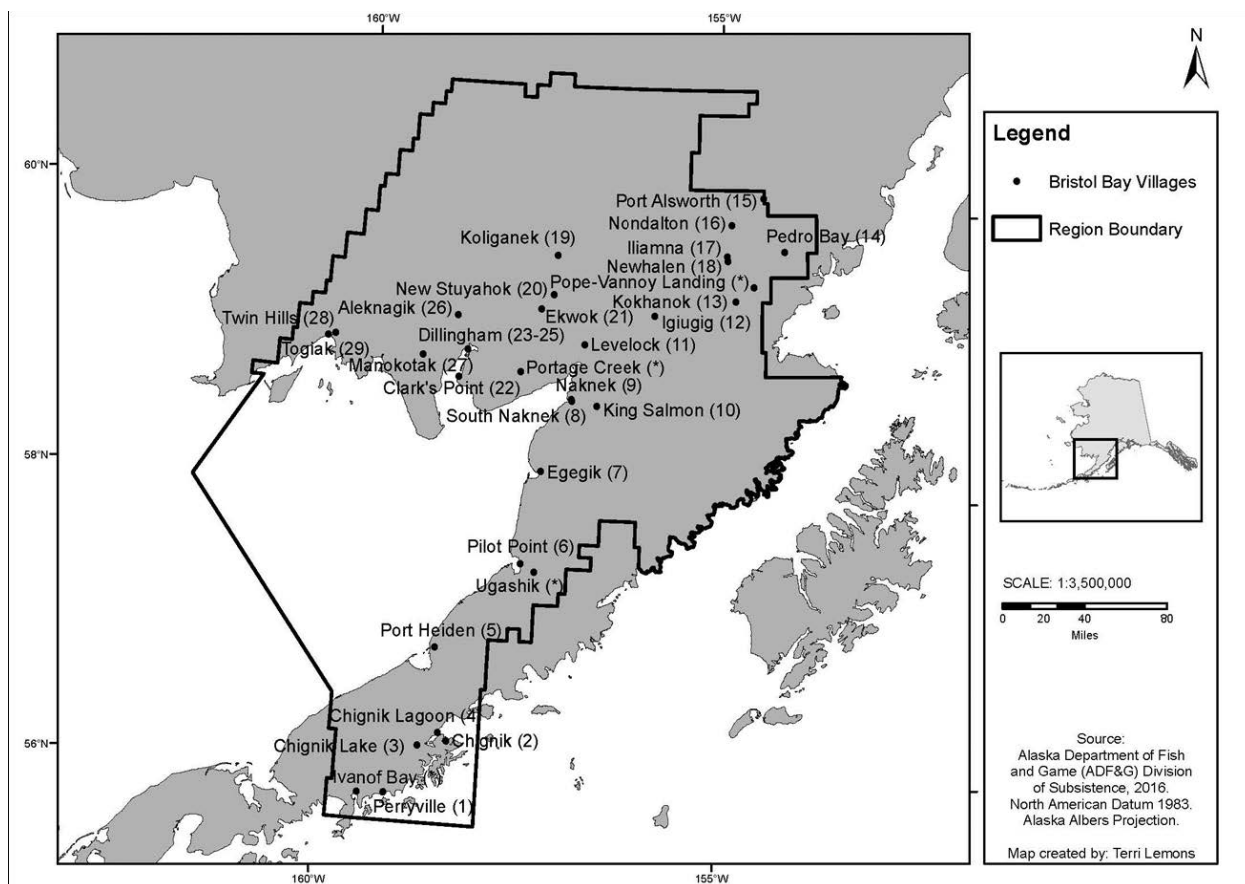 160°W
155°W
N
60°N
58°N
56°N
Port Alsworth (15)
Nondalton (16)
Koliganek (19)
Iliamna (17)
Pedro Bay (14)
Newhalen (18)
New Stuyahok (20)
Pope-Vannoy Landing (*)
Aleknagik (26)
Kokhanok (13)
Twin Hills (28)
Ekwok (21)
Igiugig (12)
Dillingham (23-25)
Togiak (29)
Levelock (11)
Manokotak (27)
Portage Creek (*)
Clark's Point (22)
Naknek (9)
South Naknek (8)
King Salmon (10)
Egegik (7)
Pilot Point (6)
Ugashik (*)
Port Heiden (5)
Chignik Lagoon (4)
Chignik Lake (3)
Chignik (2)
Ivanof Bay
Perryville (1)
160°W
155°W
Legend
Bristol Bay Villages
Region Boundary
SCALE: 1:3,500,000
0 20 40 80
Miles
Source:
Alaska Department of Fish
and Game (ADF&G) Division
of Subsistence, 2016.
North American Datum 1983.
Alaska Albers Projection.
Map created by: Terri Lemons